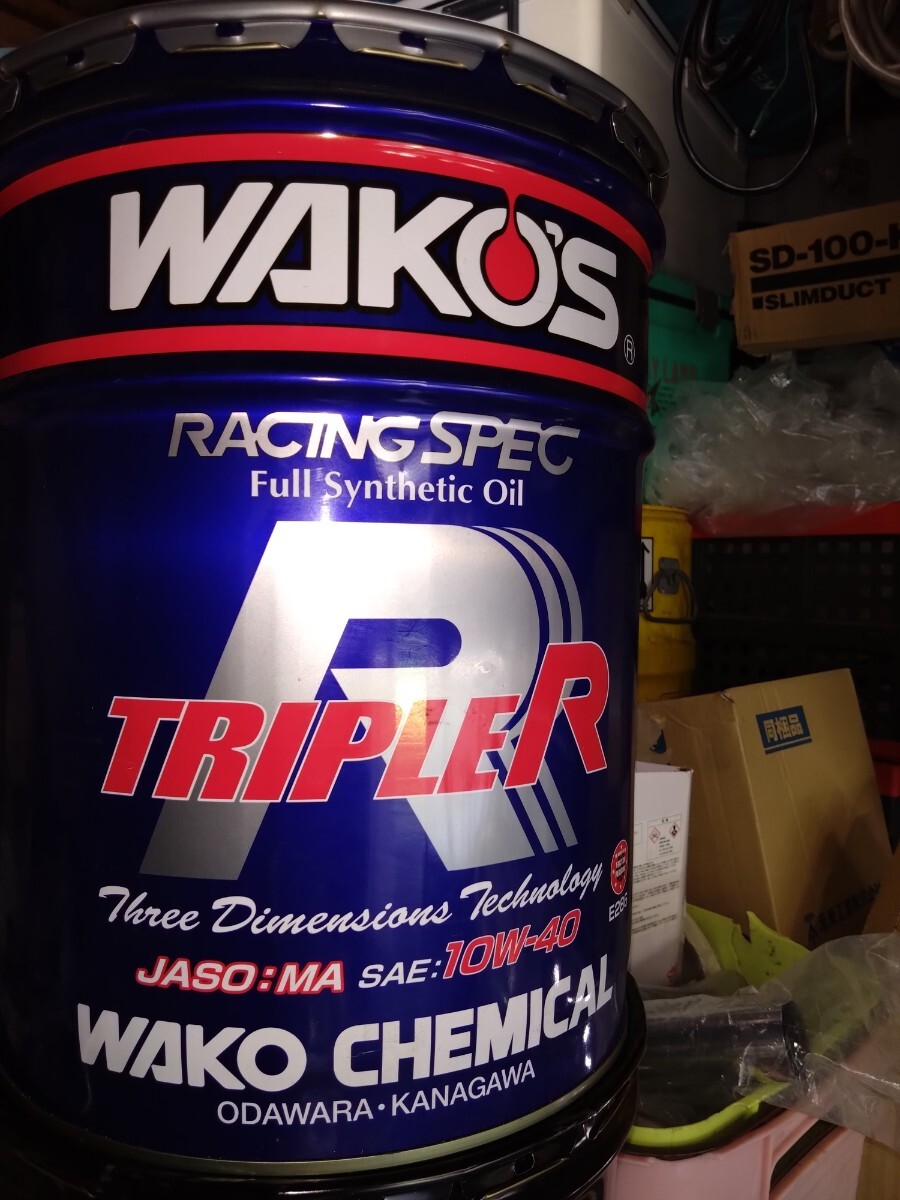 WAKO'S®
RACING SPEC
Full Synthetic Oil
R
TRIPLE R
Three Dimensions Technology
JASO:MA SAE:10W-40
WAKO CHEMICAL
ODAWARA・KANAGAWA
SD-100-
SLIMDUCT
同梱品